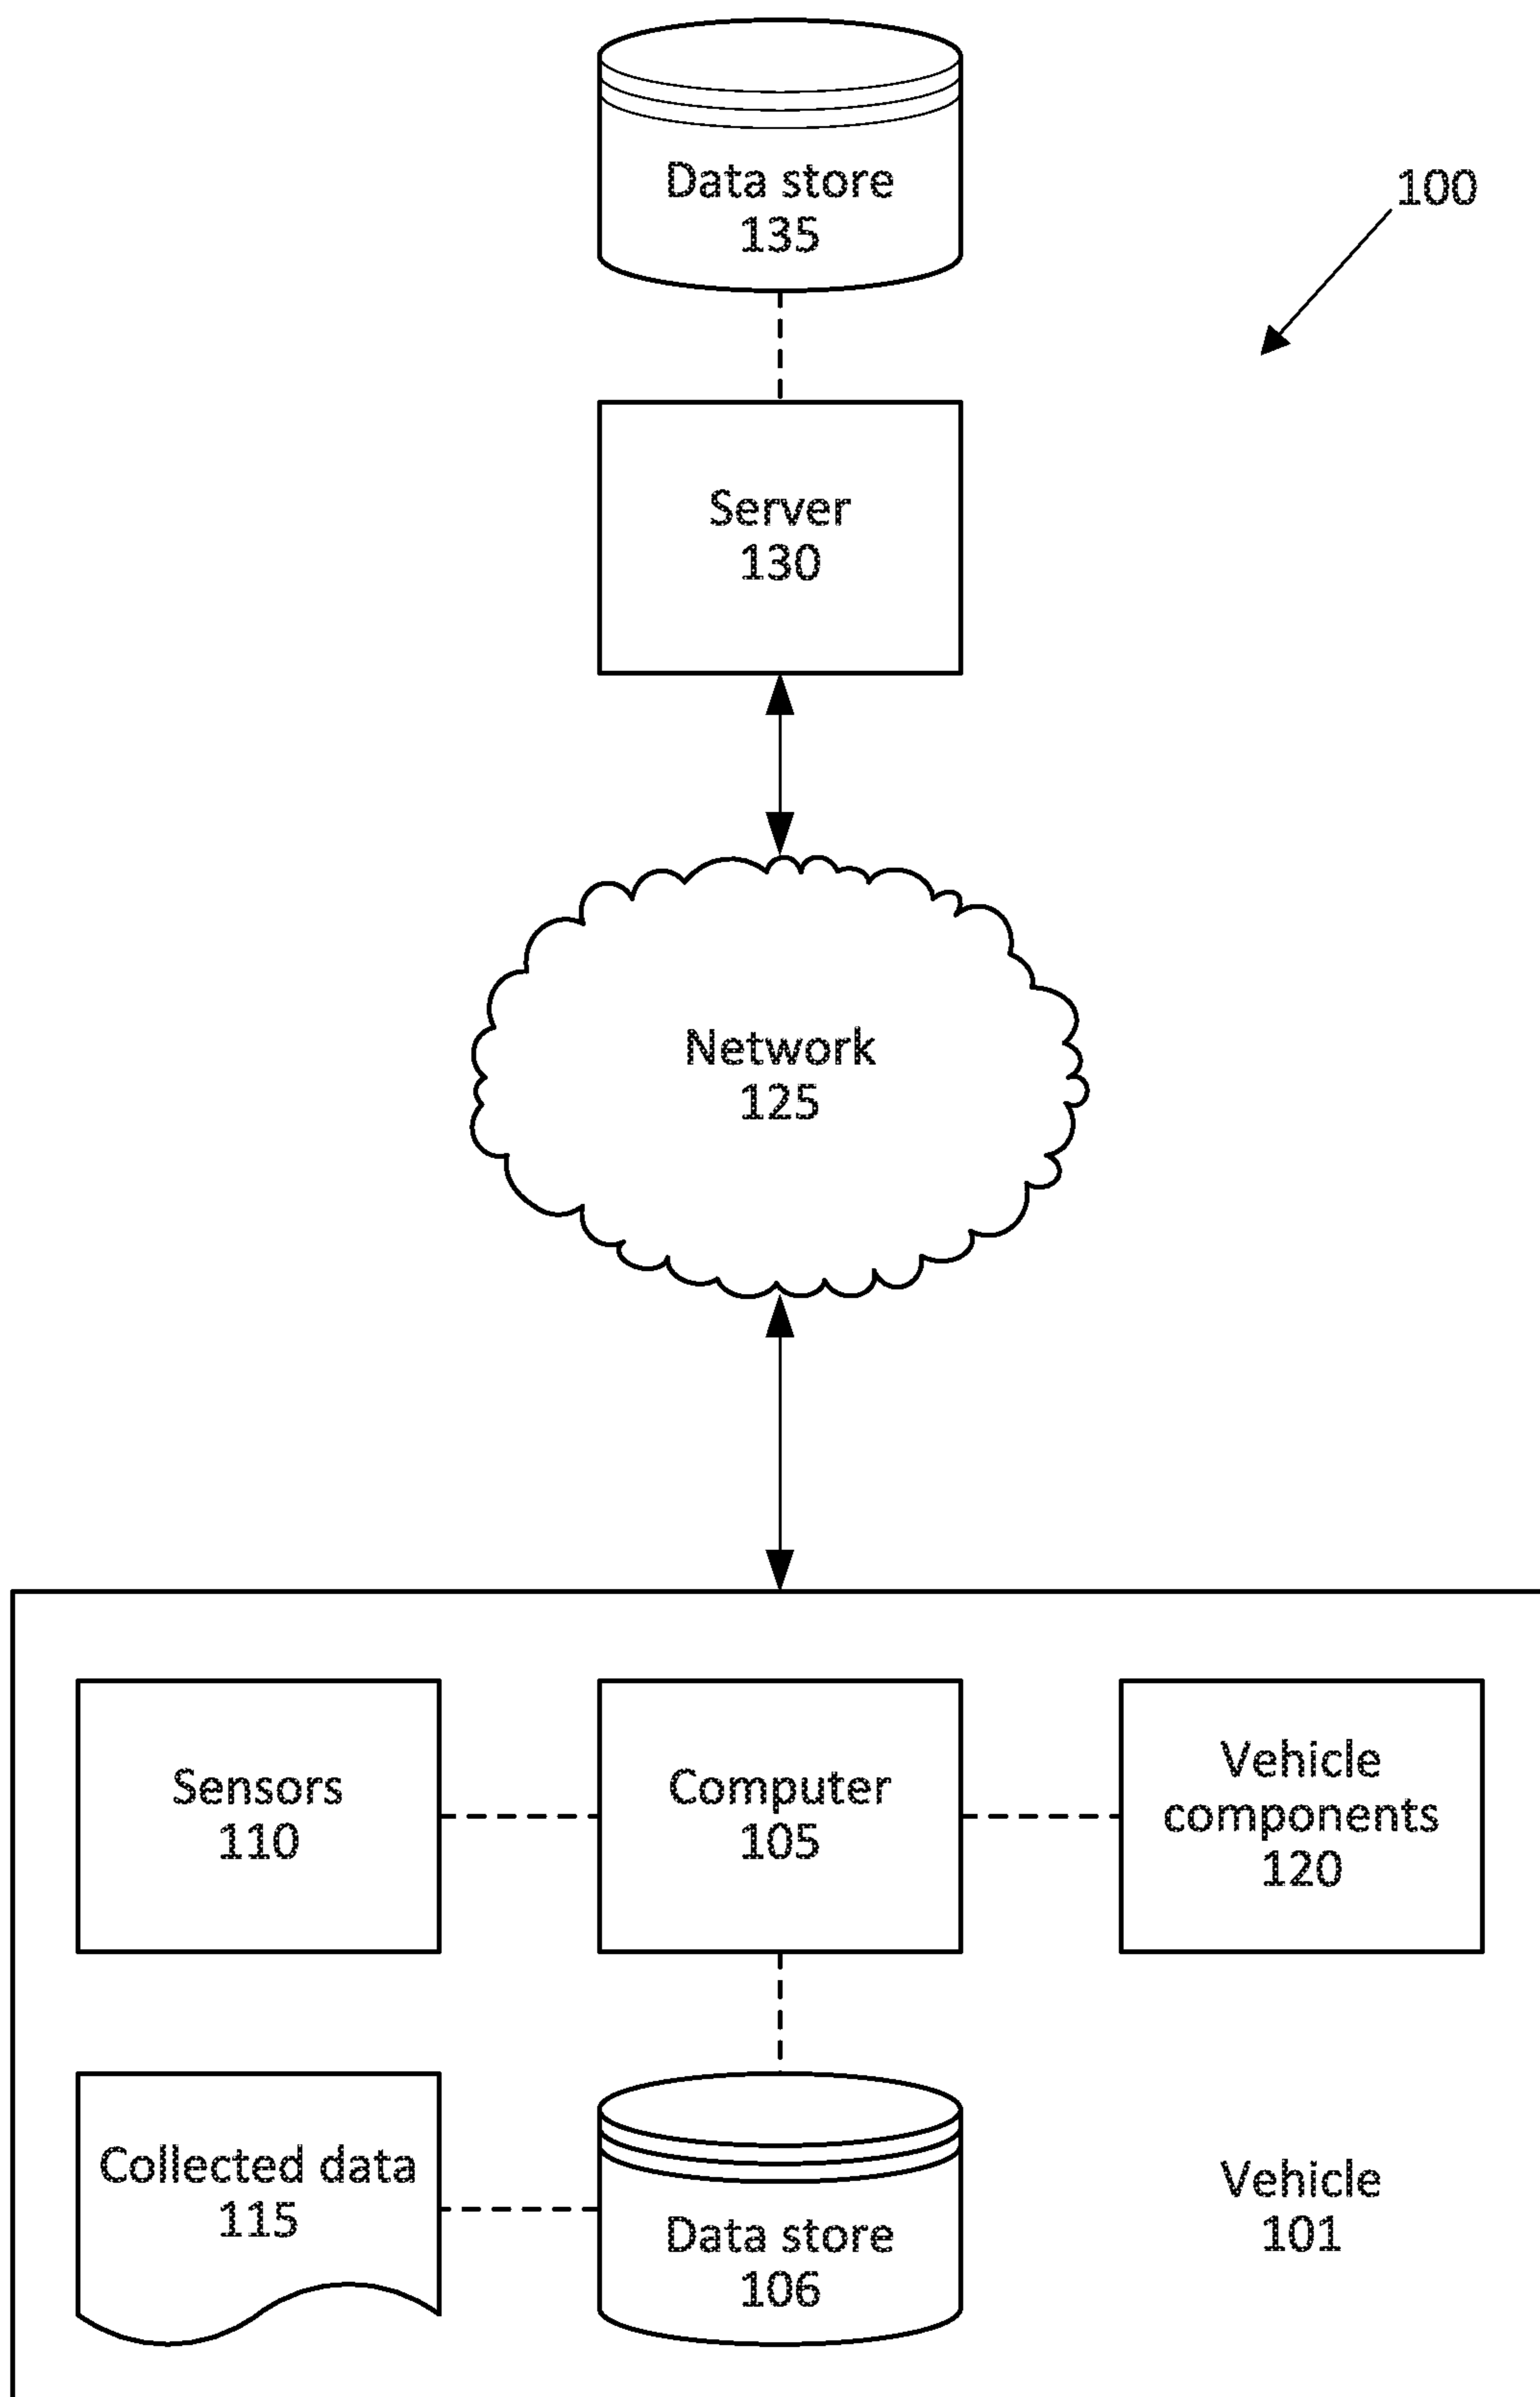 Data store
135
100
Server
130
Network
125
Sensors
110
Computer
105
Vehicle
components
120
Collected data
115
Data store
106
Vehicle
101